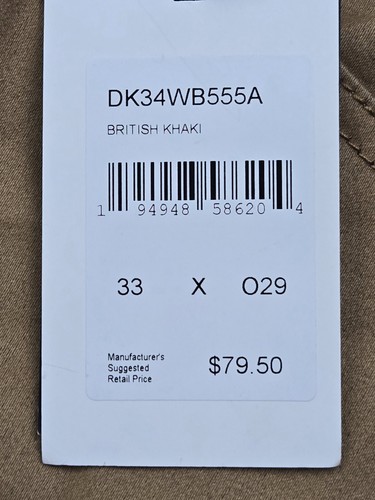 DK34WB555A
BRITISH KHAKI
1 94948 58620 4
33 X O29
Manufacturer's
Suggested
Retail Price
$79.50